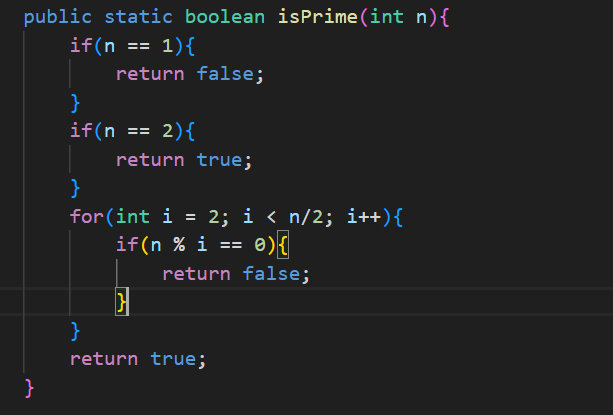 public static boolean isPrime(int n){
    if(n == 1){
        return false;
    }
    if(n == 2){
        return true;
    }
    for(int i = 2; i < n/2; i++){
        if(n % i == 0){
            return false;
        }
    }
    return true;
}